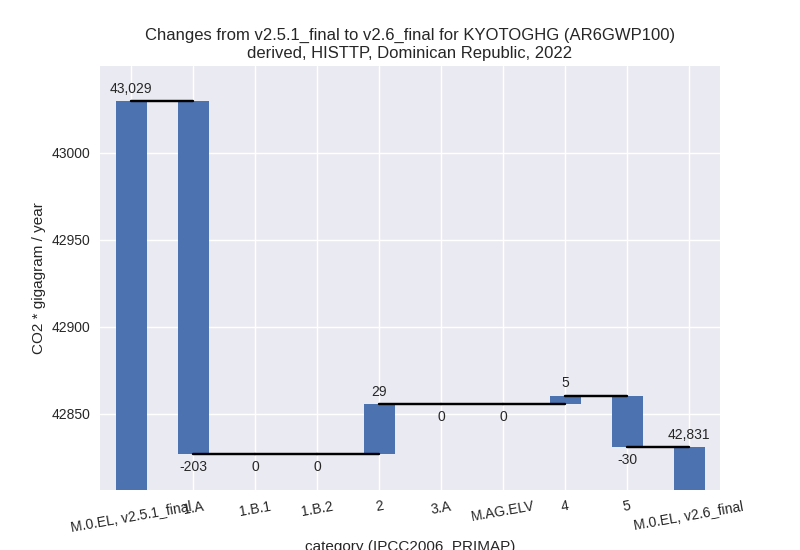 Changes from v2.5.1_final to v2.6_final for KYOTOGHG (AR6GWP100)
derived, HISTTP, Dominican Republic, 2022
43,029
43000
42950
CO2 * gigagram / year
42900
5
29
42850
0
0
42,831
-203
0
0
-30
M.0.EL, v2.5.1_final
1.A
1.B.1
1.B.2
2
3.A
M.AG.ELV
4
5
M.0.EL, v2.6_final
category (IPCC2006_PRIMAP)